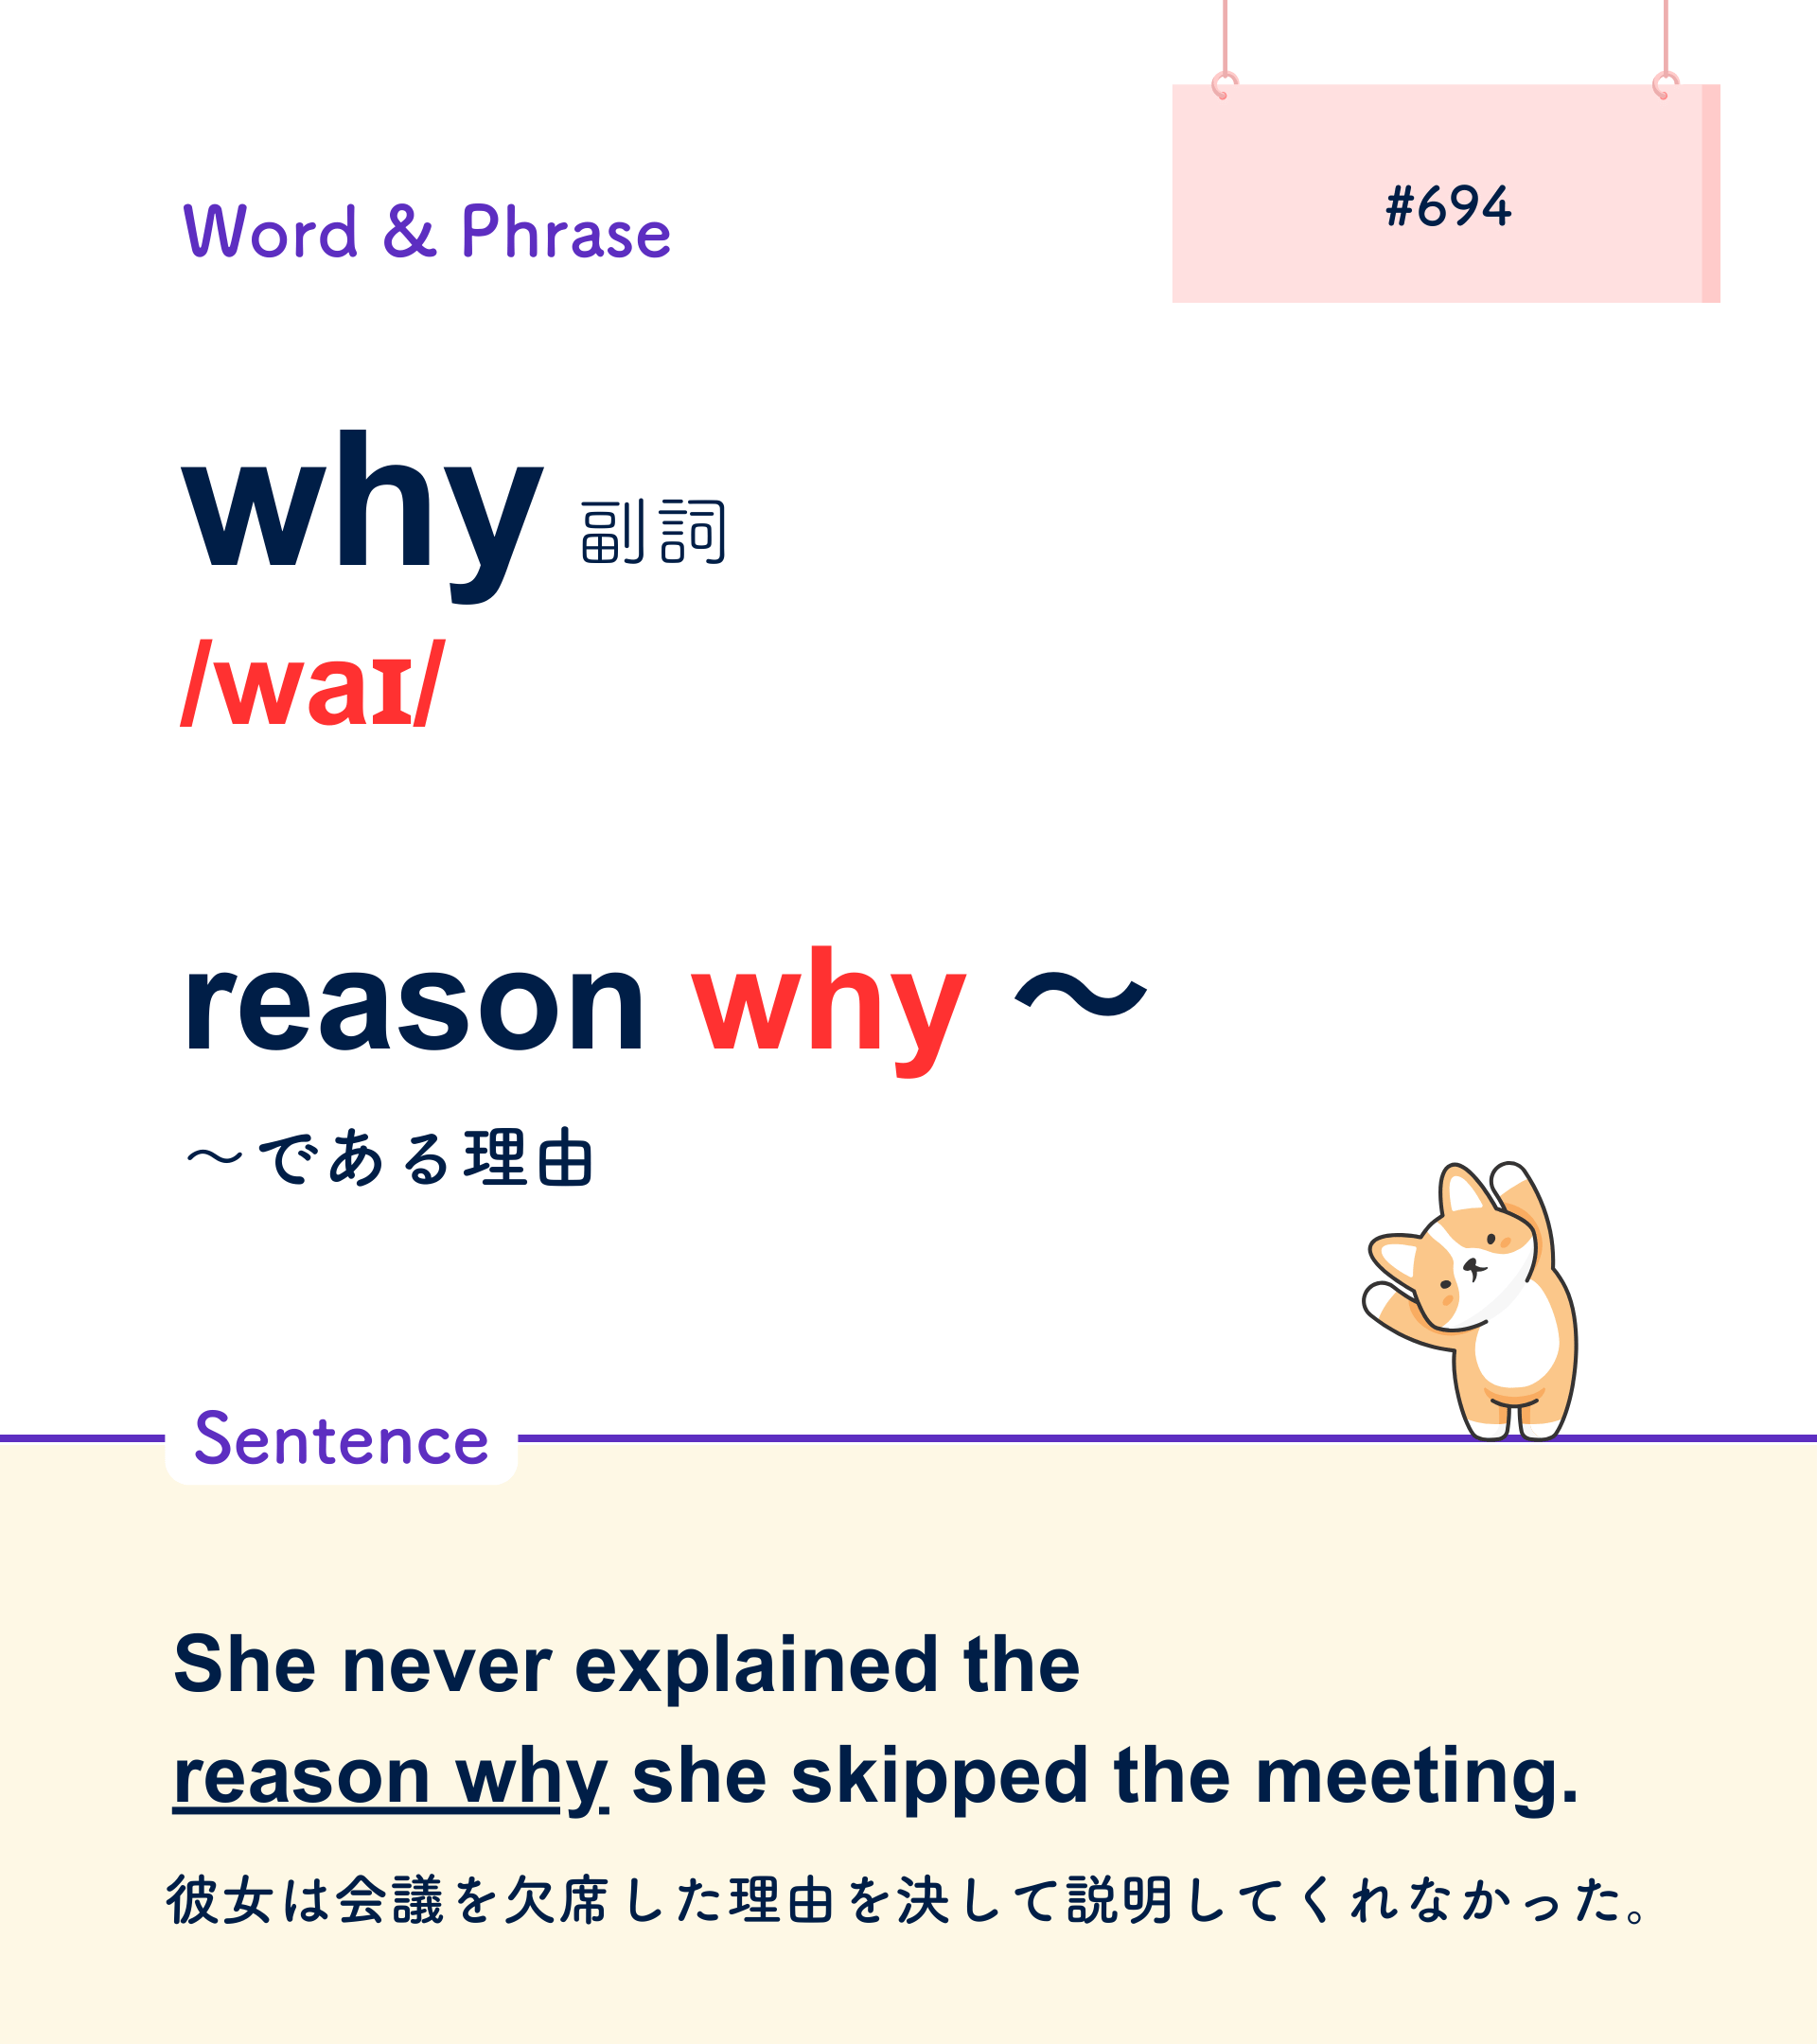 Word & Phrase
#694
why 副詞
/waɪ/
reason why 〜
〜である理由
Sentence
She never explained the
reason why she skipped the meeting.
彼女は会議を欠席した理由を決して説明してくれなかった。